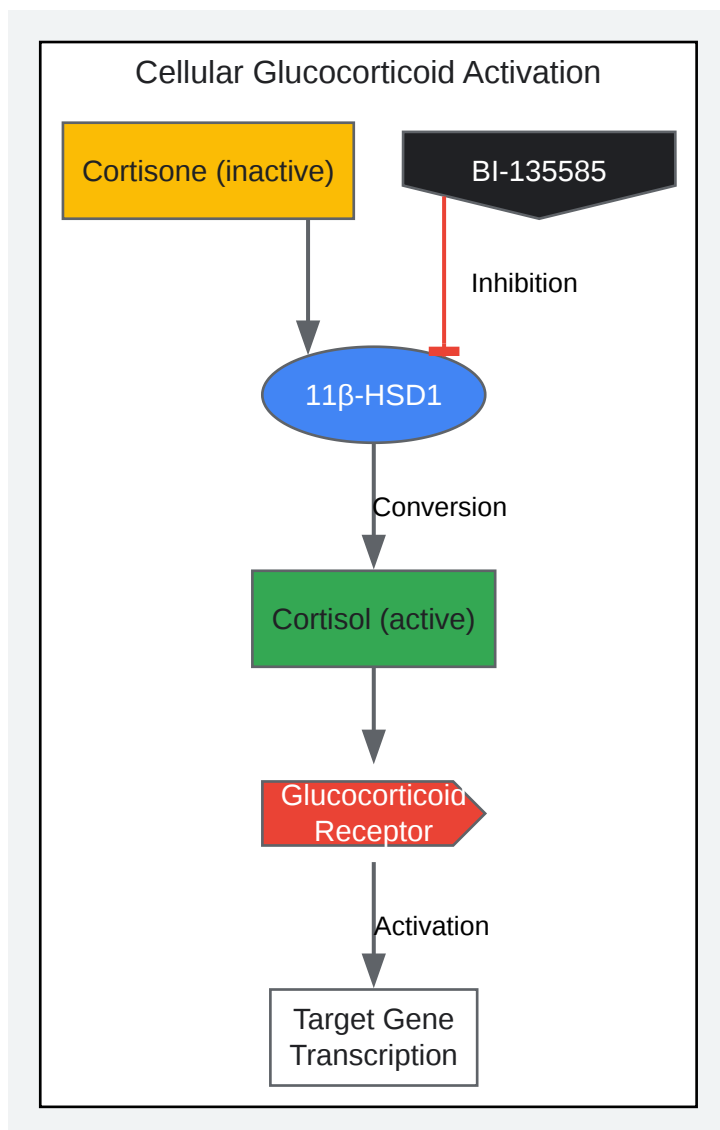 Cellular Glucocorticoid Activation
Cortisone (inactive)
BI-135585
Inhibition
11β-HSD1
Conversion
Cortisol (active)
Glucocorticoid
Receptor
Activation
Target Gene
Transcription